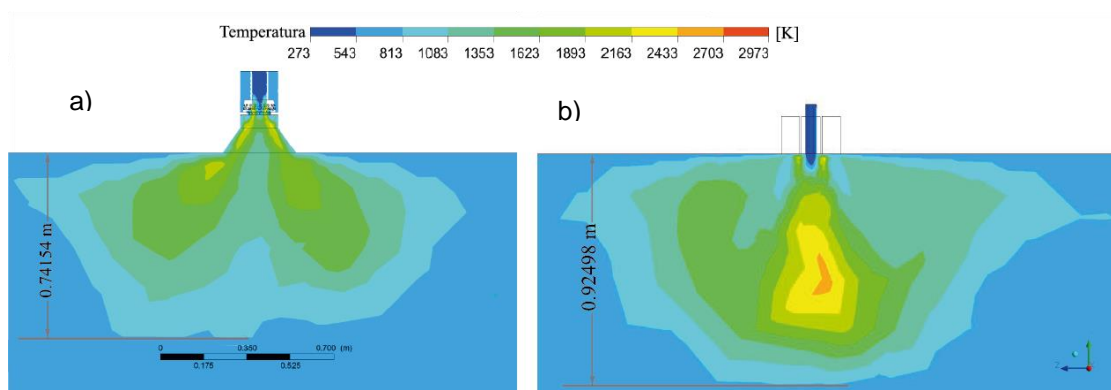 Temperatura [K]
273 543 813 1083 1353 1623 1893 2163 2433 2703 2973
a)
b)
0.74154 m
0.92498 m
0 0.350 0.700 (m)
0.175 0.525
Z